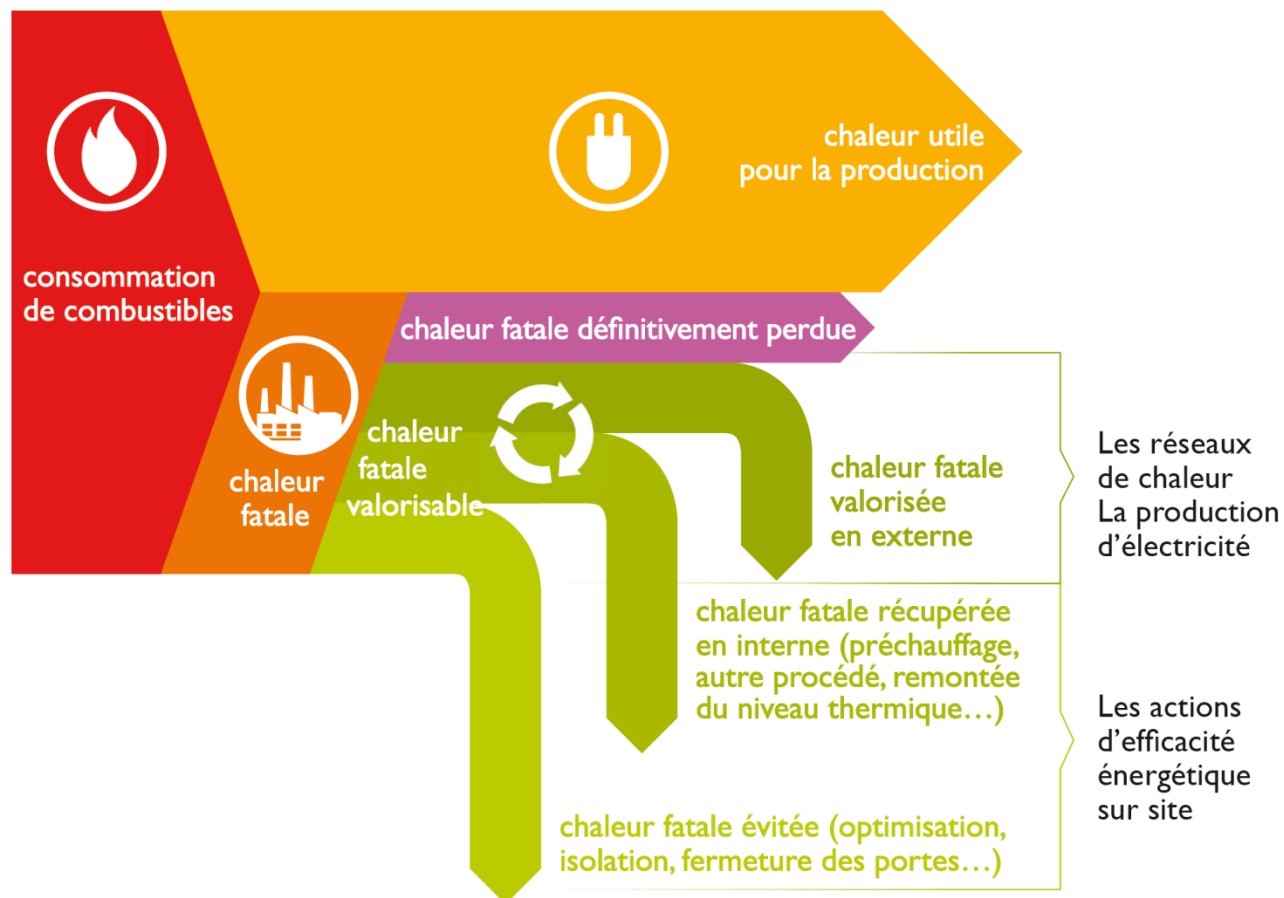 chaleur utile
pour la production
consommation
de combustibles
chaleur fatale définitivement perdue
chaleur
fatale
chaleur
fatale
valorisable
chaleur fatale
valorisée
en externe
Les réseaux
de chaleur
La production
d’électricité
chaleur fatale récupérée
en interne (préchauffage,
autre procédé, remontée
du niveau thermique…)
Les actions
d’efficacité
énergétique
sur site
chaleur fatale évitée (optimisation,
isolation, fermeture des portes…)